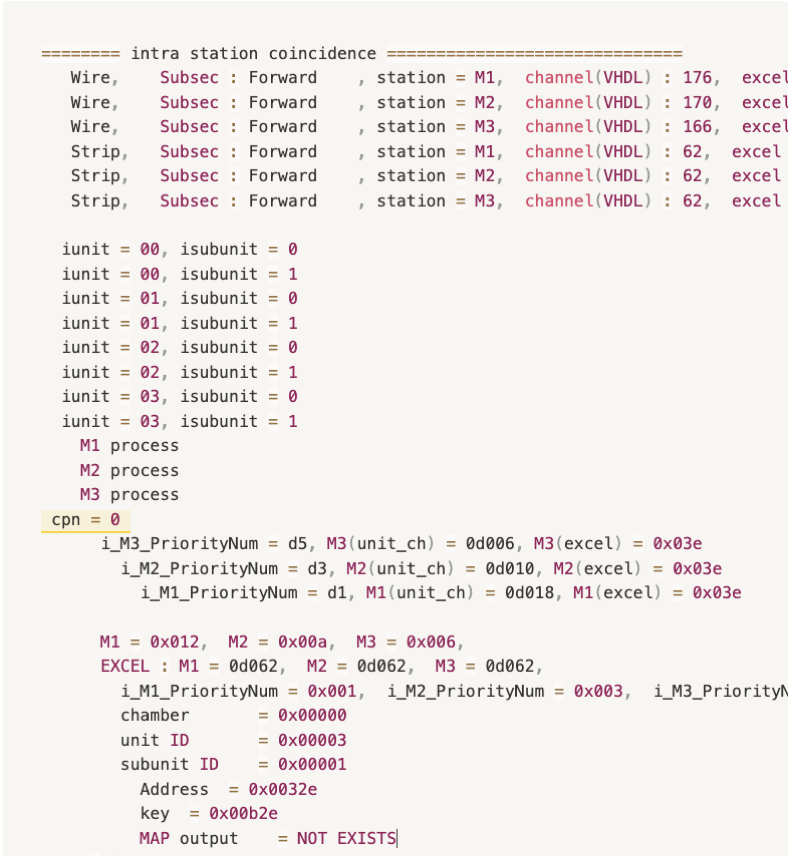 ======== intra station coincidence ==============================
Wire, Subsec : Forward , station = M1, channel(VHDL) : 176, excel
Wire, Subsec : Forward , station = M2, channel(VHDL) : 170, excel
Wire, Subsec : Forward , station = M3, channel(VHDL) : 166, excel
Strip, Subsec : Forward , station = M1, channel(VHDL) : 62, excel
Strip, Subsec : Forward , station = M2, channel(VHDL) : 62, excel
Strip, Subsec : Forward , station = M3, channel(VHDL) : 62, excel
iunit = 00, isubunit = 0
iunit = 00, isubunit = 1
iunit = 01, isubunit = 0
iunit = 01, isubunit = 1
iunit = 02, isubunit = 0
iunit = 02, isubunit = 1
iunit = 03, isubunit = 0
iunit = 03, isubunit = 1
M1 process
M2 process
M3 process
cpn = 0
i_M3_PriorityNum = d5, M3(unit_ch) = 0d006, M3(excel) = 0x03e
i_M2_PriorityNum = d3, M2(unit_ch) = 0d010, M2(excel) = 0x03e
i_M1_PriorityNum = d1, M1(unit_ch) = 0d018, M1(excel) = 0x03e
M1 = 0x012, M2 = 0x00a, M3 = 0x006,
EXCEL : M1 = 0d062, M2 = 0d062, M3 = 0d062,
i_M1_PriorityNum = 0x001, i_M2_PriorityNum = 0x003, i_M3_PriorityN
chamber = 0x00000
unit ID = 0x00003
subunit ID = 0x00001
Address = 0x0032e
key = 0x00b2e
MAP output = NOT EXISTS